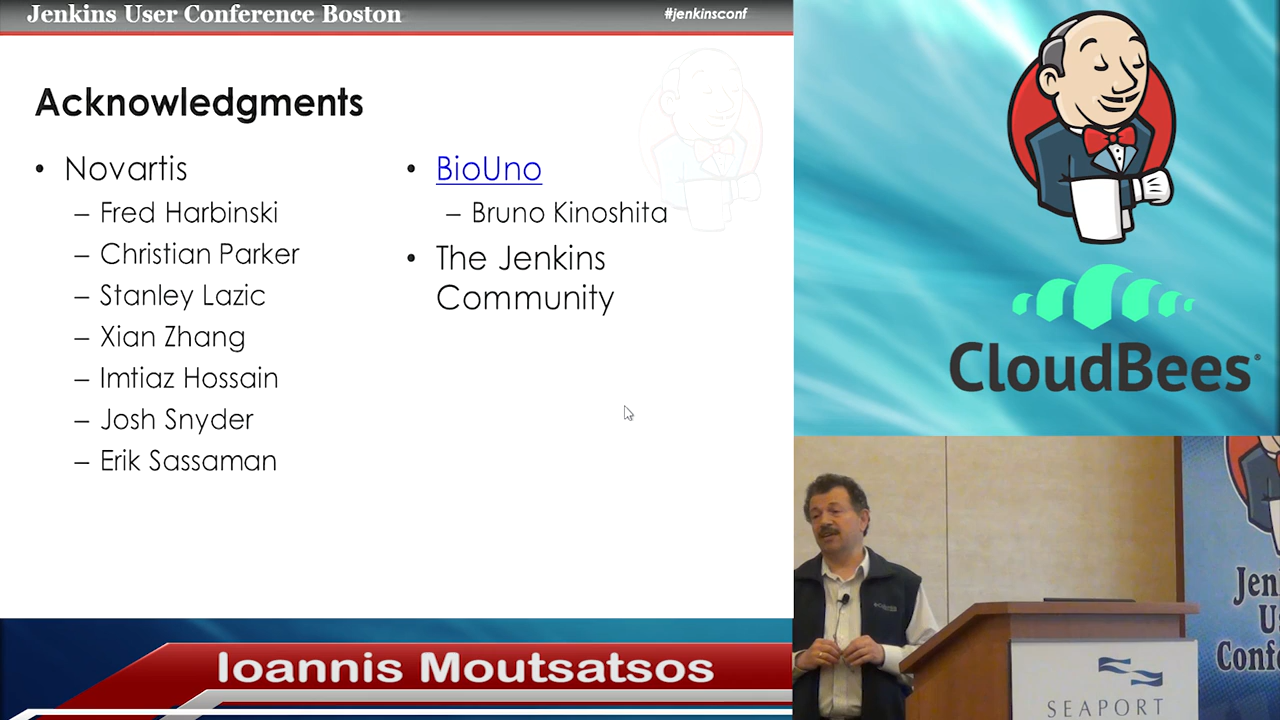 Jenkins User Conference Boston
#jenkinsconf
Acknowledgments
• Novartis
– Fred Harbinski
– Christian Parker
– Stanley Lazic
– Xian Zhang
– Imtiaz Hossain
– Josh Snyder
– Erik Sassaman
• BioUno
– Bruno Kinoshita
• The Jenkins
Community
CloudBees
Ioannis Moutsatsos
SEAPORT